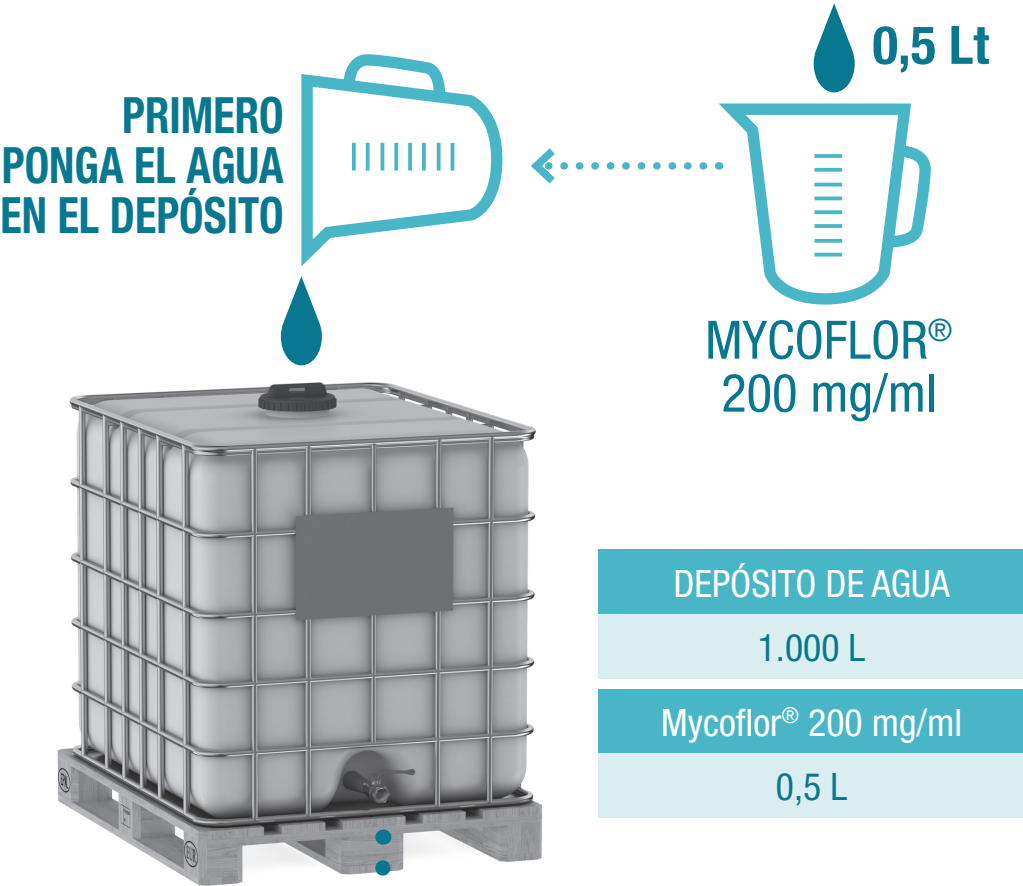 0,5 Lt
PRIMERO
PONGA EL AGUA
EN EL DEPÓSITO
MYCOFLOR®
200 mg/ml
DEPÓSITO DE AGUA
1.000 L
Mycoflor® 200 mg/ml
0,5 L
EUR